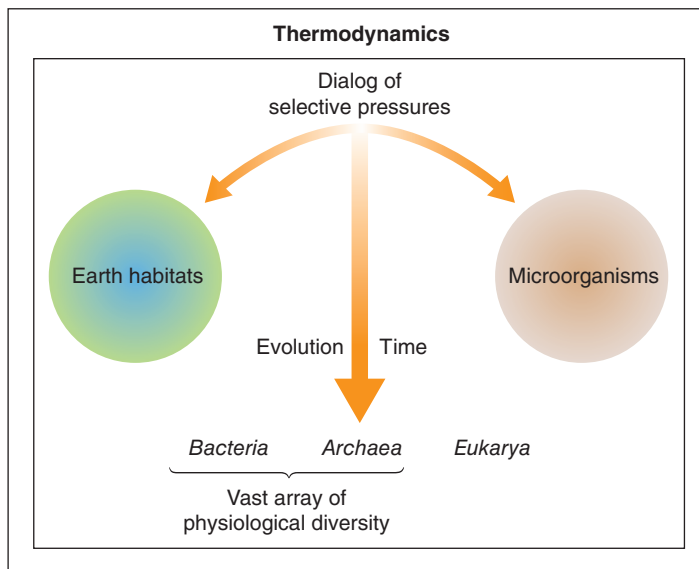 Thermodynamics
Dialog of
selective pressures
Earth habitats
Microorganisms
Evolution Time
Bacteria Archaea Eukarya
Vast array of
physiological diversity